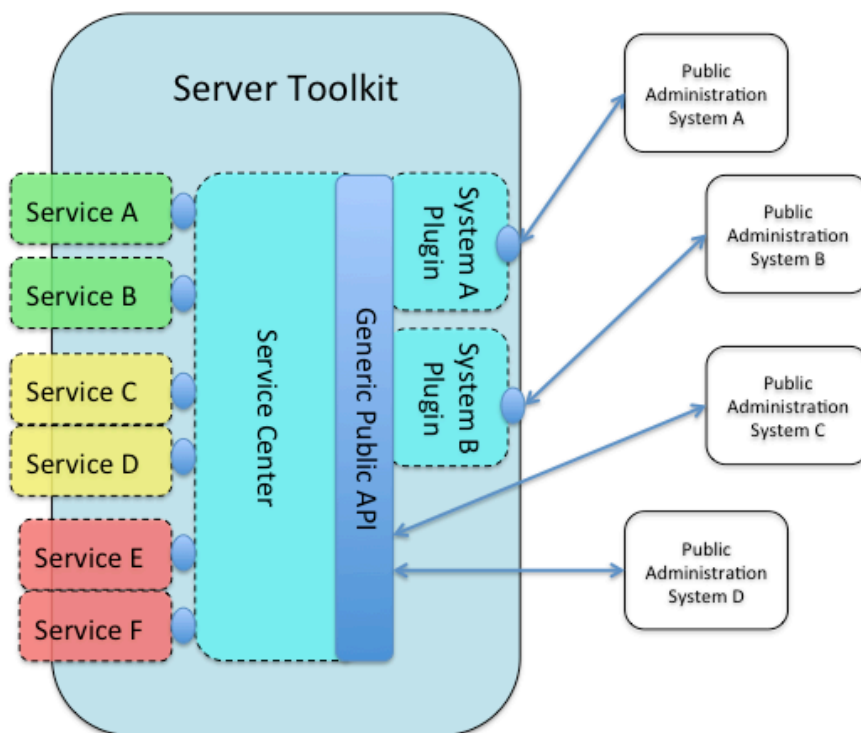 Server Toolkit
Service A
Service B
Service C
Service D
Service E
Service F
Service Center
Generic Public API
System A
Plugin
System B
Plugin
Public
Administration
System A
Public
Administration
System B
Public
Administration
System C
Public
Administration
System D